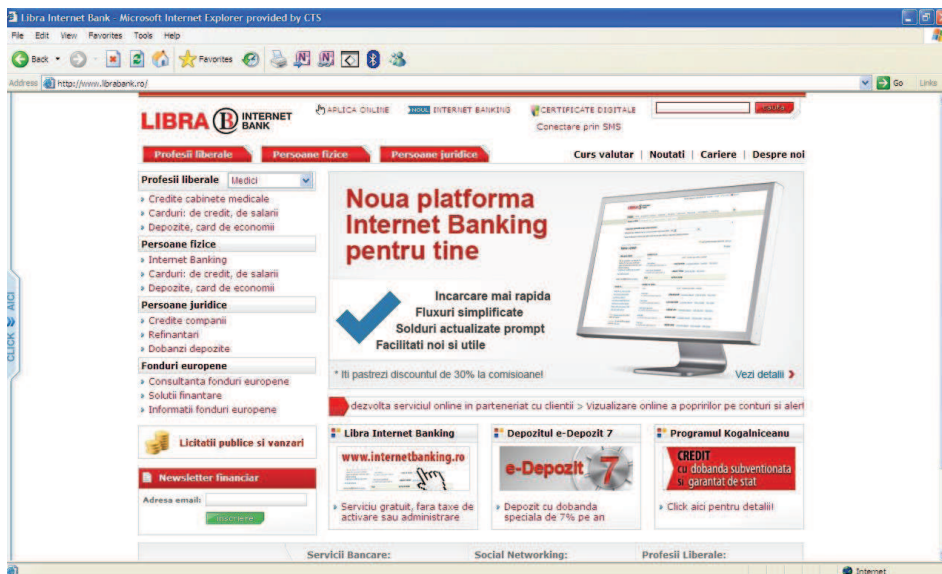 Libra Internet Bank - Microsoft Internet Explorer provided by CTS
File Edit View Favorites Tools Help
Back Favorites
Address http://www.librabank.ro/ Go Links
LIBRA B INTERNET BANK
APLICA ONLINE NOUL INTERNET BANKING CERTIFICATE DIGITALE
Conectare prin SMS
Profesii liberale Persoane fizice Persoane juridice
Curs valutar | Noutati | Cariere | Despre noi
Profesii liberale Medici
Credite cabinete medicale
Carduri: de credit, de salarii
Depozite, card de economii
Persoane fizice
Internet Banking
Carduri: de credit, de salarii
Depozite, card de economii
Persoane juridice
Credite companii
Refinantari
Dobanzi depozite
Fonduri europene
Consultanta fonduri europene
Solutii finantare
Informatii fonduri europene
Licitatii publice si vanzari
Newsletter financiar
Adresa email:
inscriere
CLICK AICI
Noua platforma
Internet Banking
pentru tine
Incarcare mai rapida
Fluxuri simplificate
Solduri actualizate prompt
Facilitati noi si utile
* Iti pastrezi discountul de 30% la comisioane!
Vezi detalii
dezvolta serviciul online in parteneriat cu clientii > Vizualizare online a popririlor pe conturi si alert
Libra Internet Banking
www.internetbanking.ro
Serviciu gratuit, fara taxe de
activare sau administrare
Depozitul e-Depozit 7
e-Depozit 7
Depozit cu dobanda
speciala de 7% pe an
Programul Kogalniceanu
CREDIT
cu dobanda subventionata
si garantat de stat
Click aici pentru detalii!
Servicii Bancare: Social Networking: Profesii Liberale:
Internet